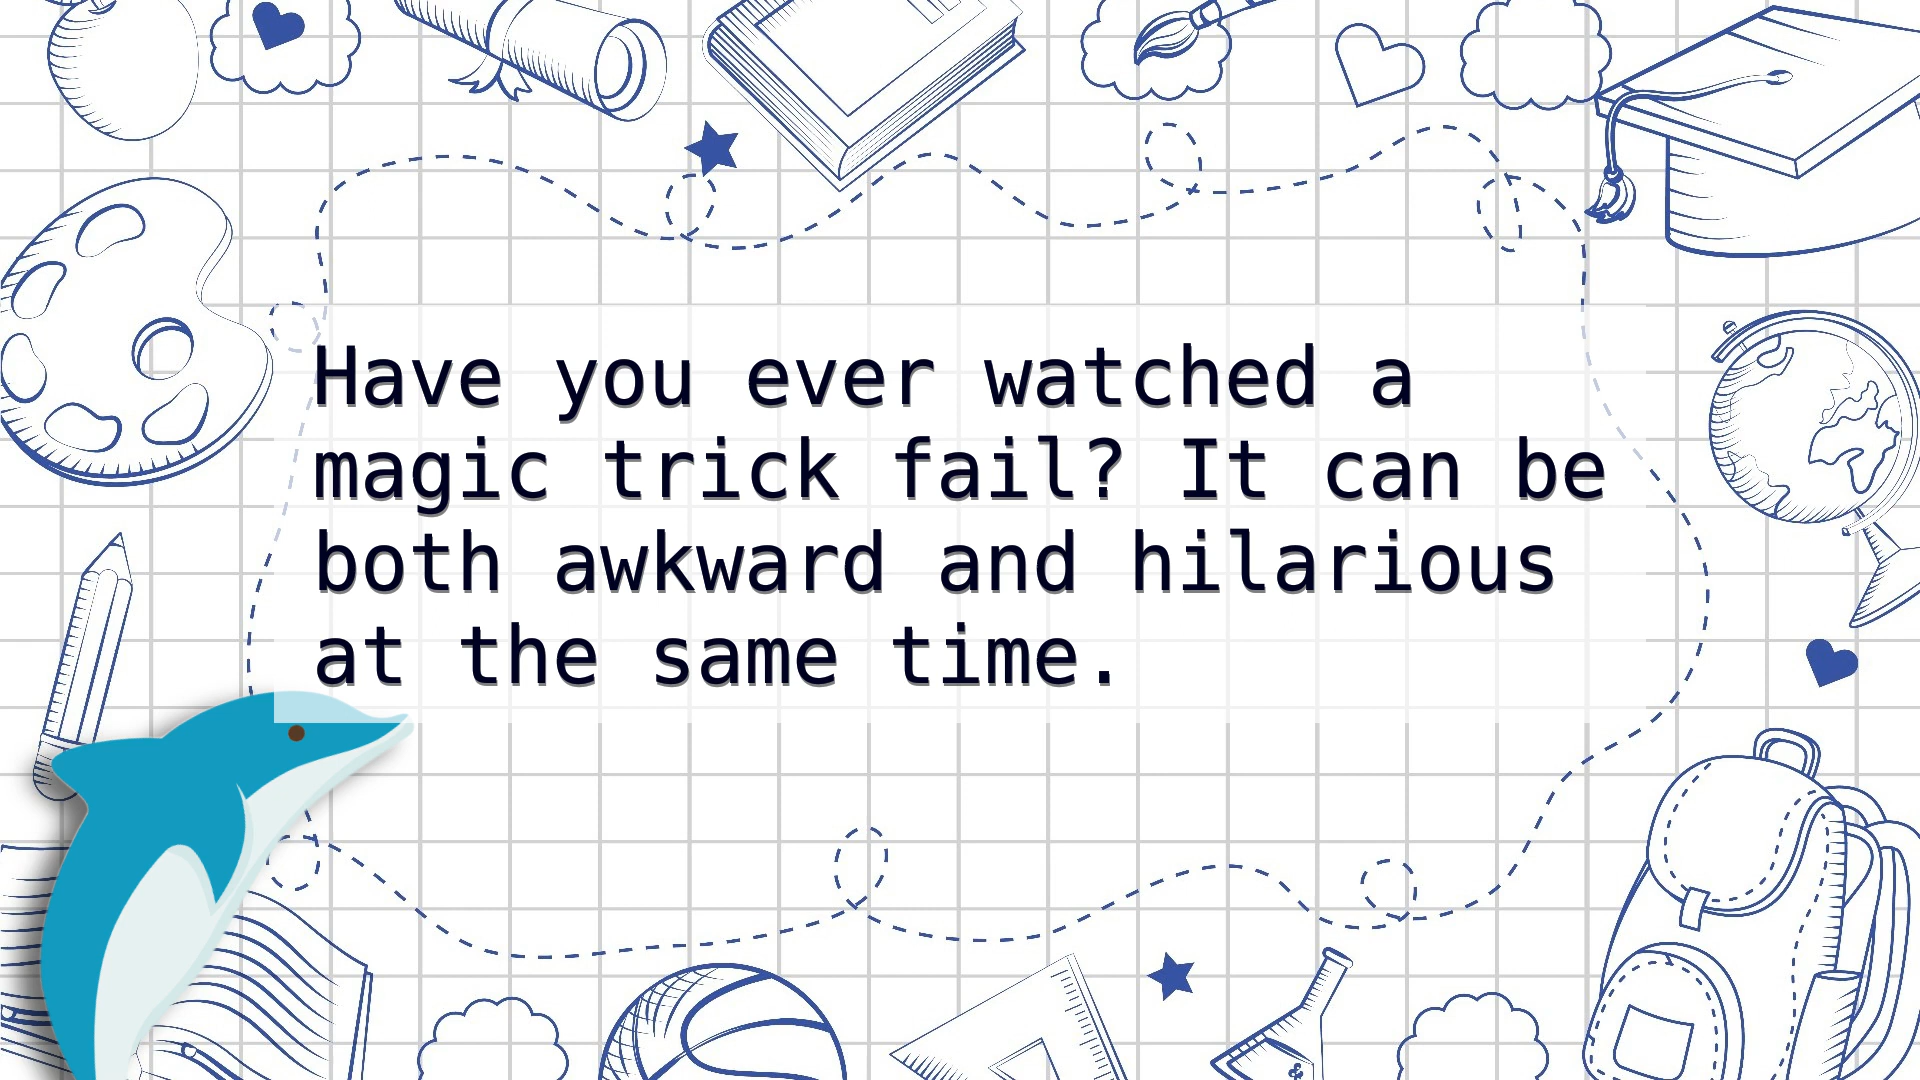 Have you ever watched a
magic trick fail? It can be
both awkward and hilarious
at the same time.